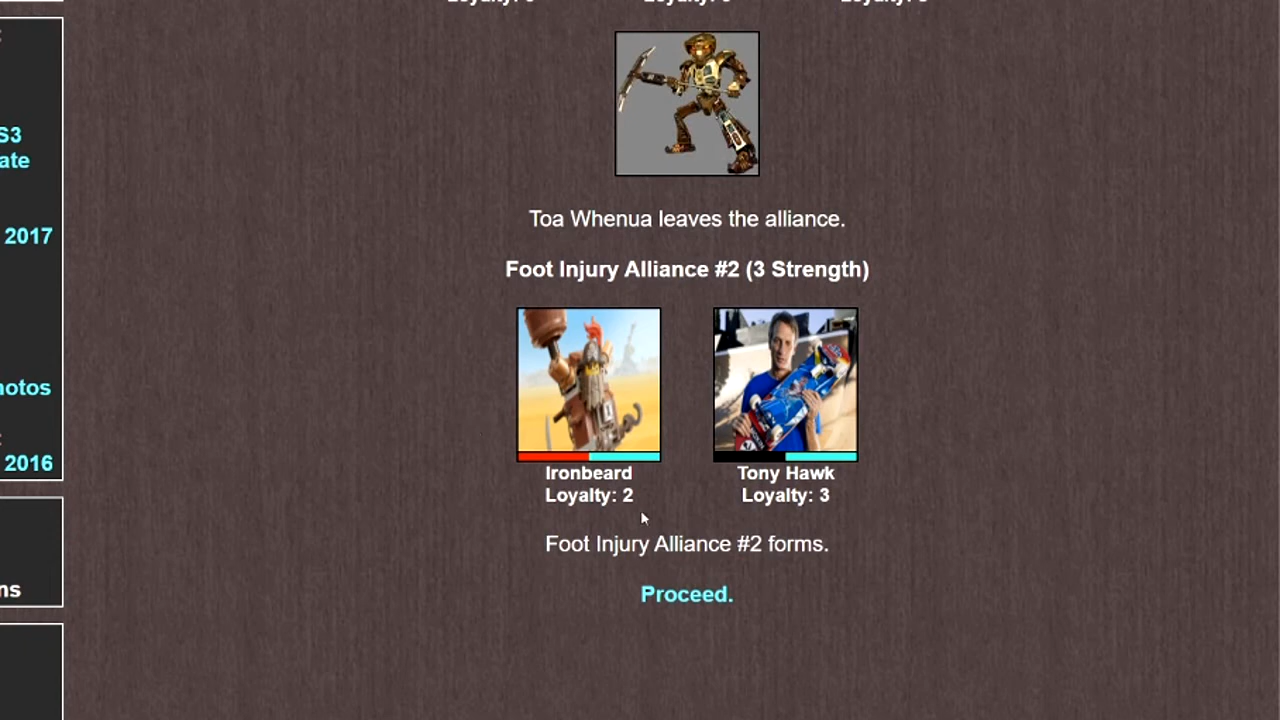 S3
ate
2017
hotos
2016
ns
Toa Whenua leaves the alliance.
Foot Injury Alliance #2 (3 Strength)
Ironbeard
Loyalty: 2
Tony Hawk
Loyalty: 3
Foot Injury Alliance #2 forms.
Proceed.